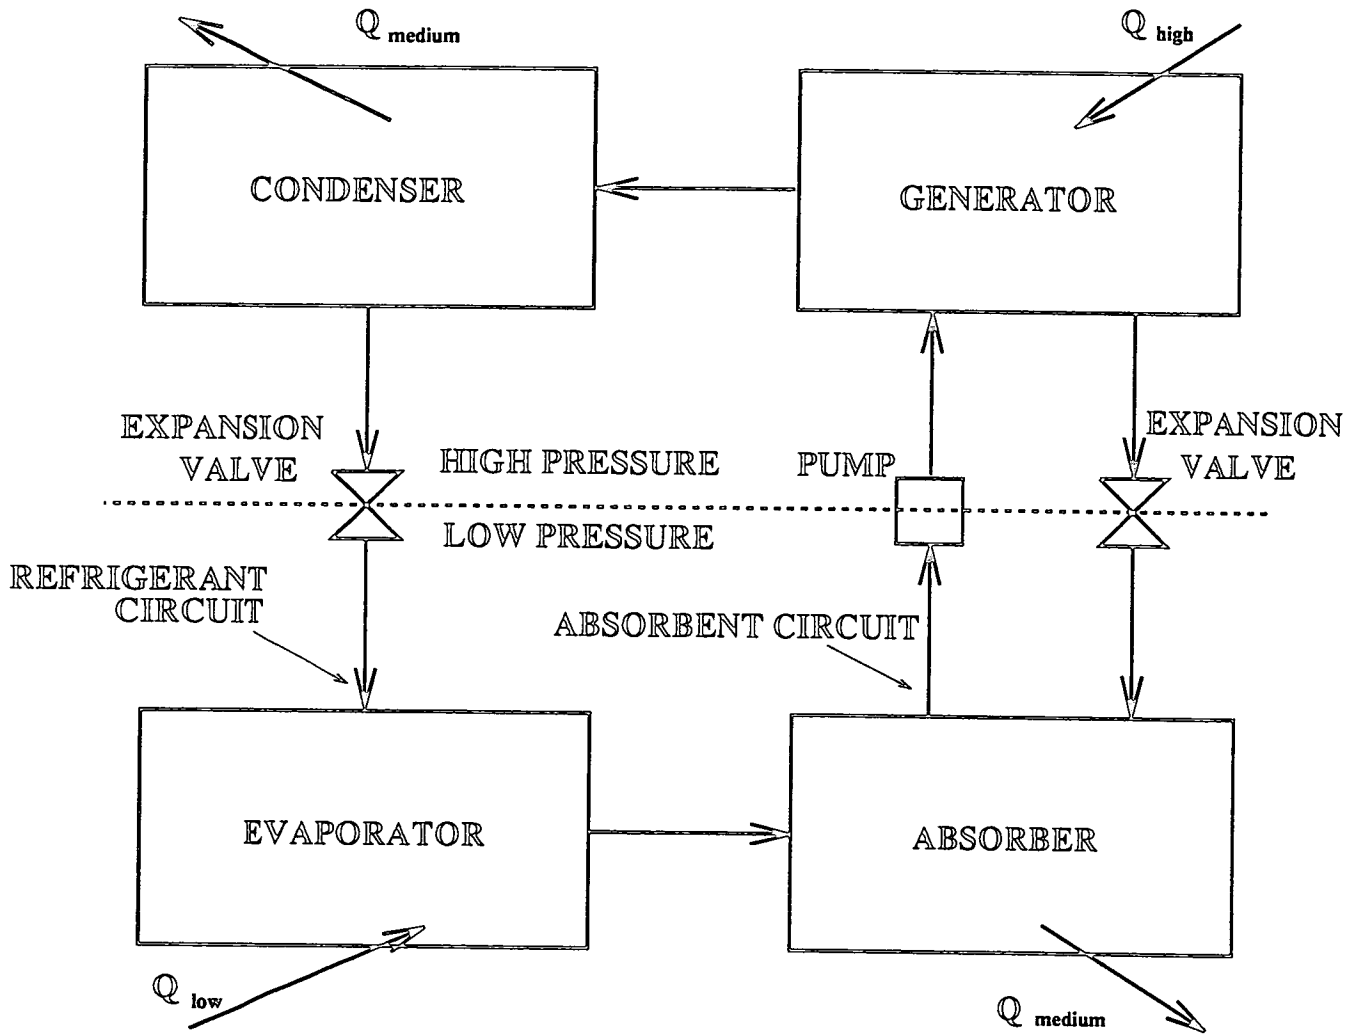 Q medium
Q high
CONDENSER
GENERATOR
EXPANSION
VALVE
HIGH PRESSURE
PUMP
EXPANSION
VALVE
LOW PRESSURE
REFRIGERANT
CIRCUIT
ABSORBENT CIRCUIT
EVAPORATOR
ABSORBER
Q low
Q medium